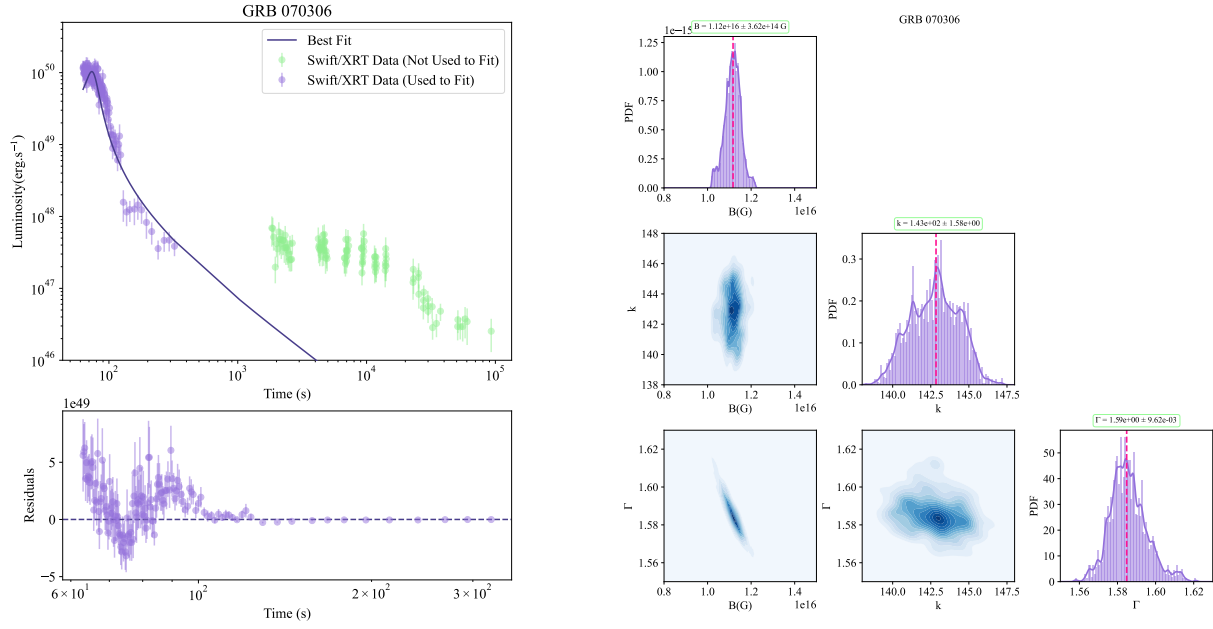 GRB 070306
Best Fit
Swift/XRT Data (Not Used to Fit)
Swift/XRT Data (Used to Fit)
10⁵⁰
10⁴⁹
10⁴⁸
10⁴⁷
10⁴⁶
Luminosity(erg.s⁻¹)
10² 10³ 10⁴ 10⁵
Time (s)
1e49
5
0
−5
Residuals
6 × 10¹ 10² 2 × 10² 3 × 10²
Time (s)
GRB 070306
1e−15
B = 1.12e+16 ± 3.62e+14 G
1.25
1.00
0.75
0.50
0.25
0.00
PDF
0.8 1.0 1.2 1.4
B(G) 1e16
148
146
144
142
140
138
k
0.8 1.0 1.2 1.4
B(G) 1e16
k = 1.43e+02 ± 1.58e+00
0.3
0.2
0.1
0.0
PDF
140.0 142.5 145.0 147.5
k
1.62
1.60
1.58
1.56
Γ
0.8 1.0 1.2 1.4
B(G) 1e16
1.62
1.60
1.58
1.56
Γ
140.0 142.5 145.0 147.5
k
Γ = 1.59e+00 ± 9.62e-03
50
40
30
20
10
0
PDF
1.56 1.58 1.60 1.62
Γ